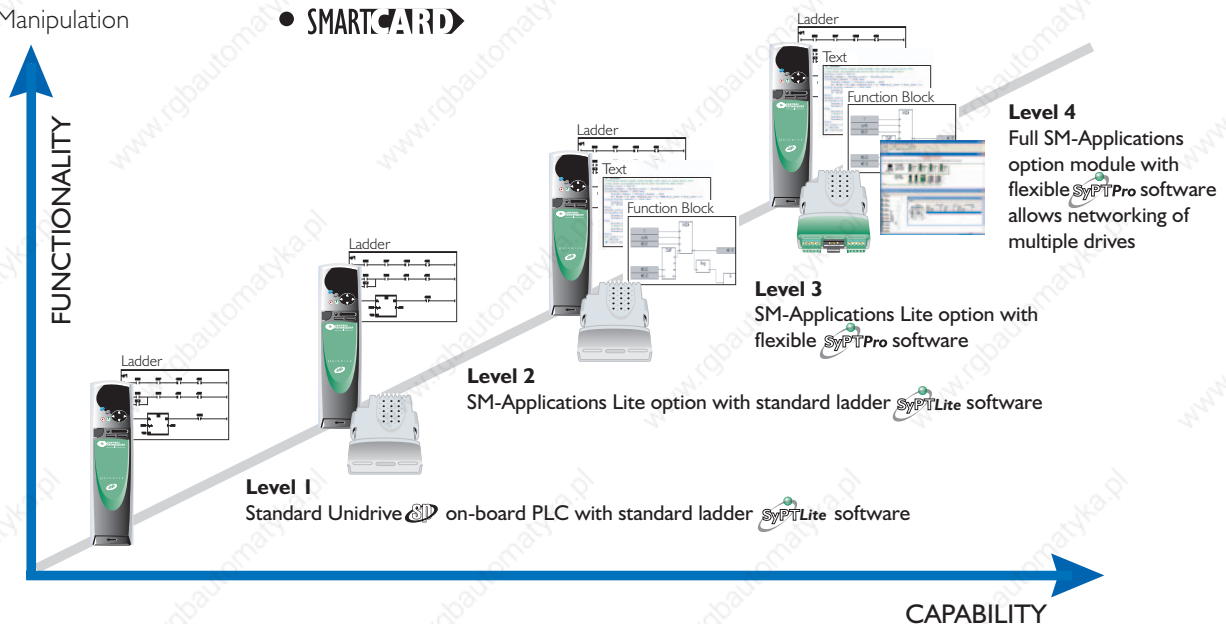 Manipulation
• SMARTCARD
FUNCTIONALITY
Ladder
Text
Function Block
Level 4
Full SM-Applications
option module with
flexible SyPTPro software
allows networking of
multiple drives
Ladder
Text
Function Block
Level 3
SM-Applications Lite option with
flexible SyPTPro software
Ladder
Level 2
SM-Applications Lite option with standard ladder SyPTLite software
Ladder
Level 1
Standard Unidrive SP on-board PLC with standard ladder SyPTLite software
CAPABILITY
www.rgbautomatyka.pl